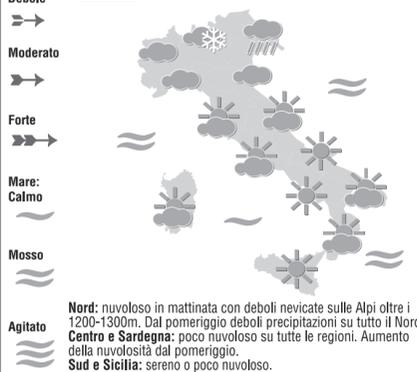 Debole
Moderato
Forte
Mare:
Calmo
Mosso
Agitato
Nord: nuvoloso in mattinata con deboli nevicate sulle Alpi oltre i
1200-1300m. Dal pomeriggio deboli precipitazioni su tutto il Nord
Centro e Sardegna: poco nuvoloso su tutte le regioni. Aumento
della nuvolosità dal pomeriggio.
Sud e Sicilia: sereno o poco nuvoloso.